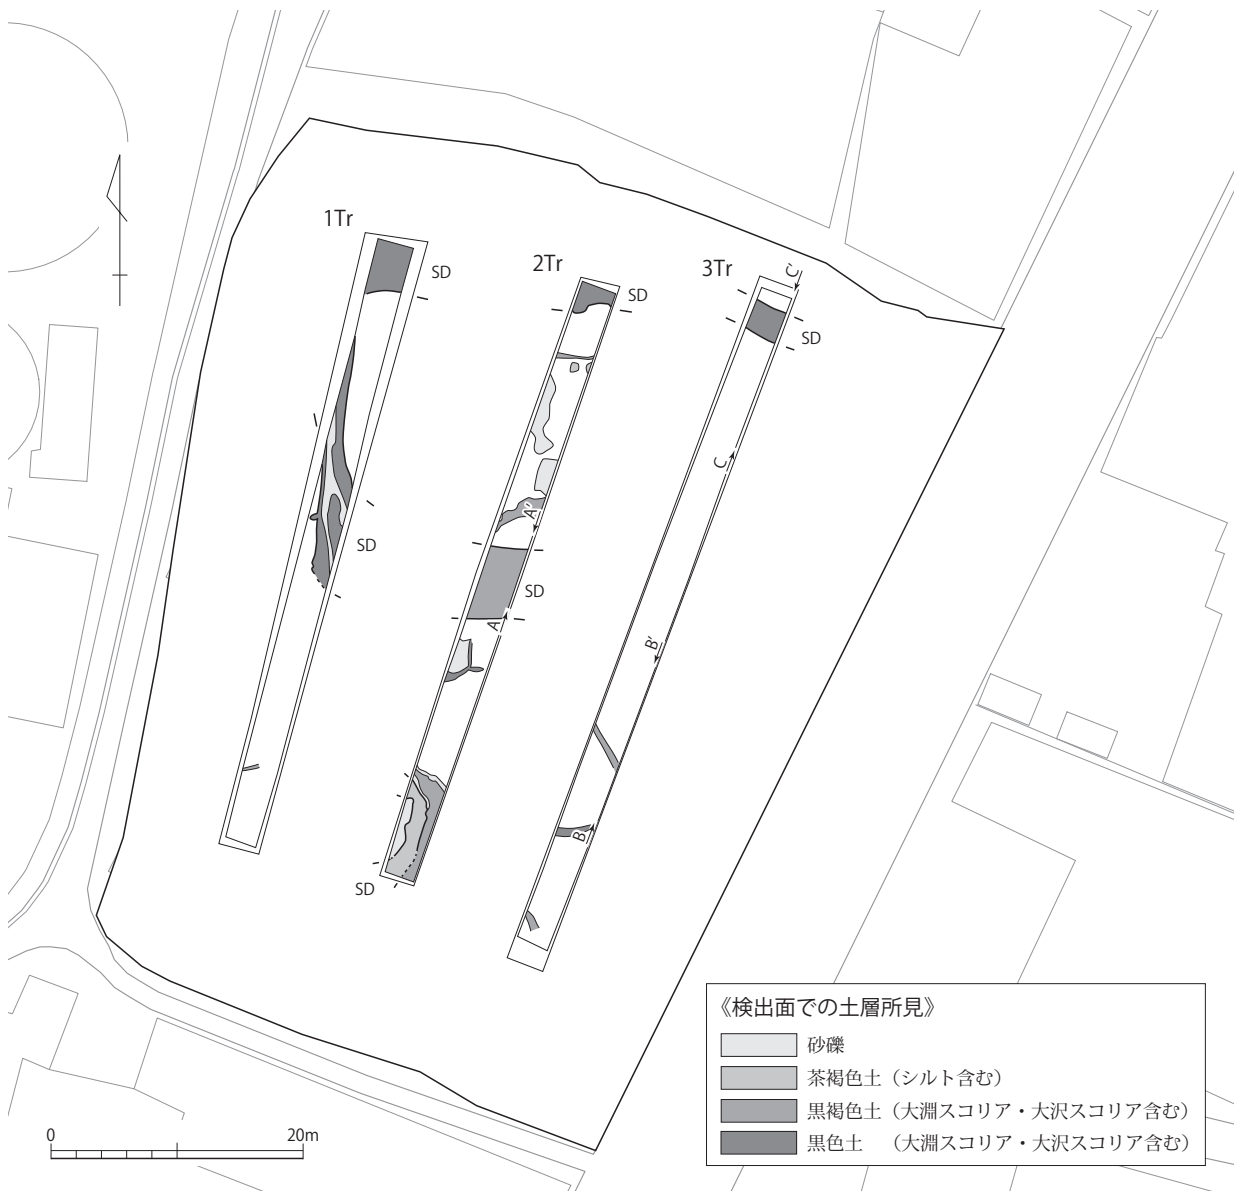 1Tr
2Tr
3Tr
C'
SD
SD
SD
C
A'
SD
SD
A
B'
B
SD
《検出面での土層所見》
砂礫
茶褐色土（シルト含む）
黒褐色土（大淵スコリア・大沢スコリア含む）
黒色土　（大淵スコリア・大沢スコリア含む）
0 20m